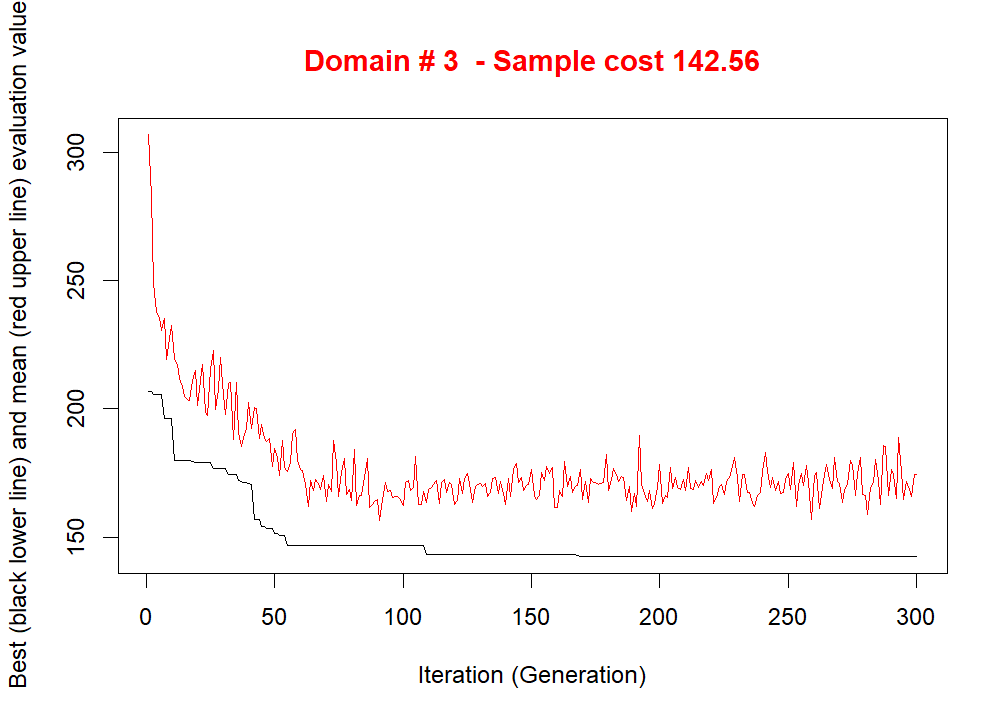 Domain # 3  - Sample cost 142.56
Best (black lower line) and mean (red upper line) evaluation value
300
250
200
150
0 50 100 150 200 250 300
Iteration (Generation)